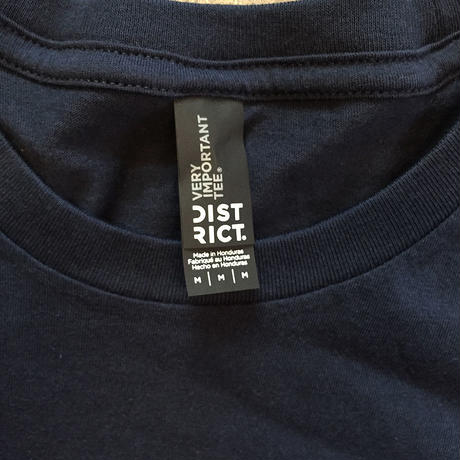 VERY
IMPORTANT
TEE®
DIST
RICT.
Made in Honduras
Fabriqué au Honduras
Hecho en Honduras
M | M | M